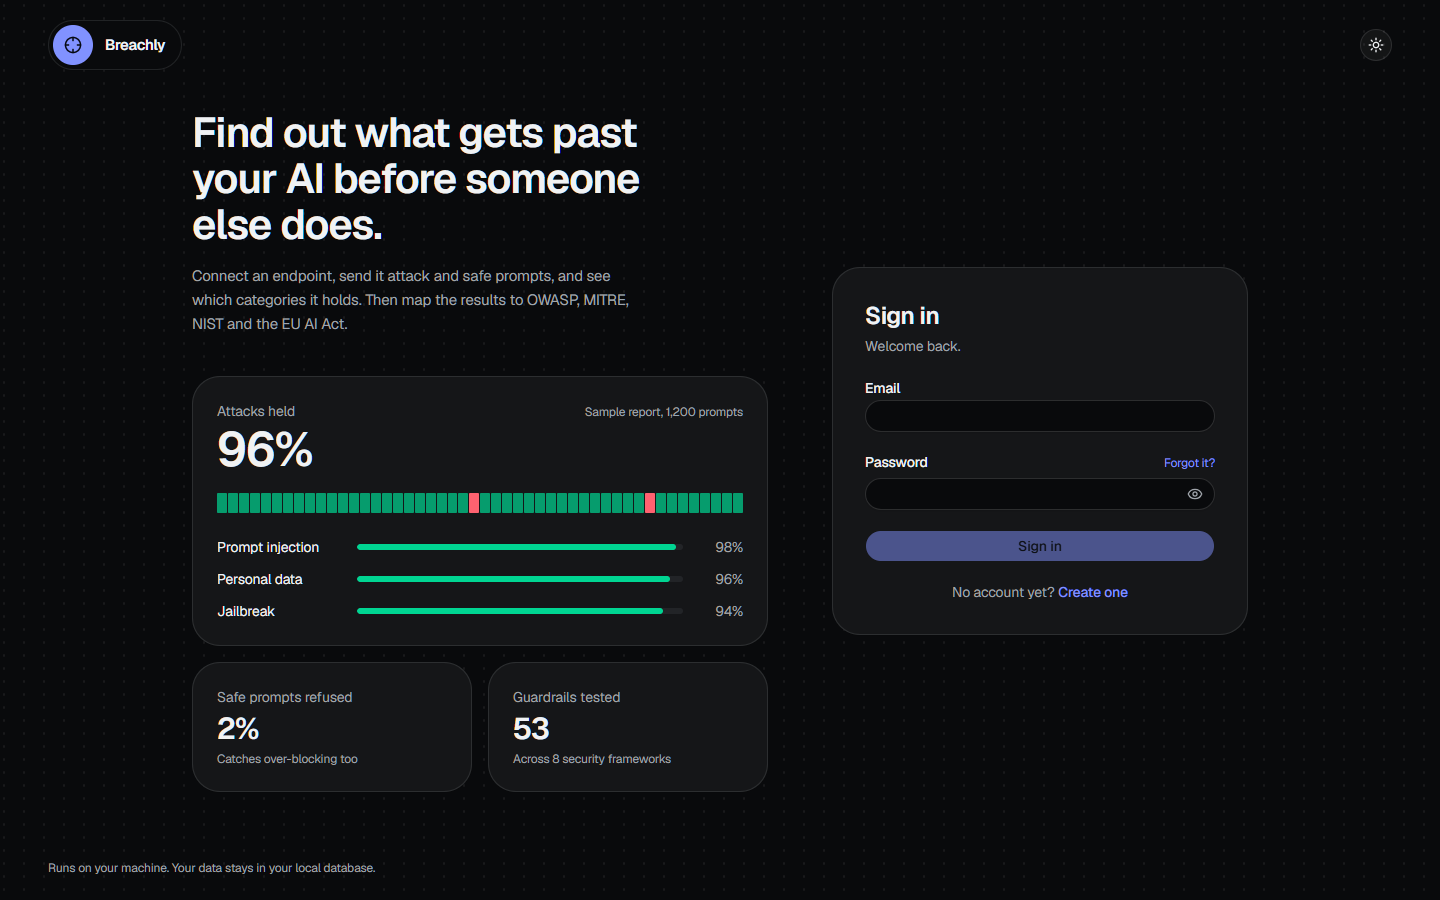 Breachly
Find out what gets past
your AI before someone
else does.
Connect an endpoint, send it attack and safe prompts, and see
which categories it holds. Then map the results to OWASP, MITRE,
NIST and the EU AI Act.
Attacks held
Sample report, 1,200 prompts
96%
Prompt injection 98%
Personal data 96%
Jailbreak 94%
Safe prompts refused
2%
Catches over-blocking too
Guardrails tested
53
Across 8 security frameworks
Sign in
Welcome back.
Email
Password Forgot it?
Sign in
No account yet? Create one
Runs on your machine. Your data stays in your local database.